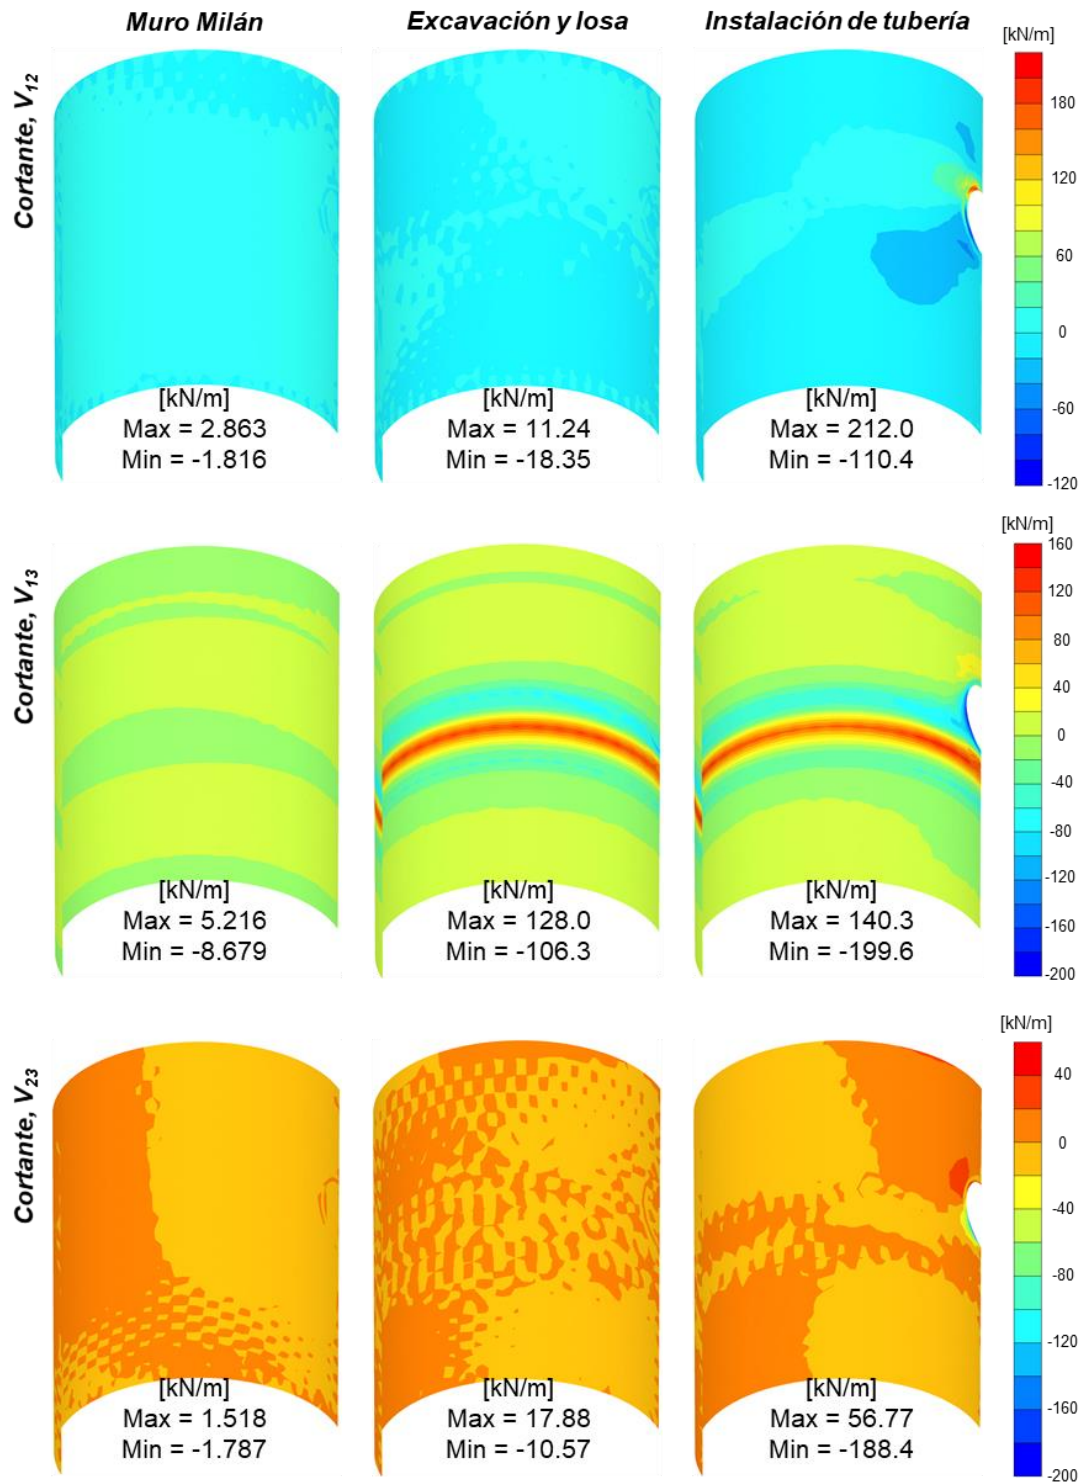 Muro Milán
Excavación y losa
Instalación de tubería
Cortante, V12
[kN/m]
Max = 2.863
Min = -1.816
[kN/m]
Max = 11.24
Min = -18.35
[kN/m]
Max = 212.0
Min = -110.4
[kN/m]
180
120
60
0
-60
-120
Cortante, V13
[kN/m]
Max = 5.216
Min = -8.679
[kN/m]
Max = 128.0
Min = -106.3
[kN/m]
Max = 140.3
Min = -199.6
[kN/m]
160
120
80
40
0
-40
-80
-120
-160
-200
Cortante, V23
[kN/m]
Max = 1.518
Min = -1.787
[kN/m]
Max = 17.88
Min = -10.57
[kN/m]
Max = 56.77
Min = -188.4
[kN/m]
40
0
-40
-80
-120
-160
-200